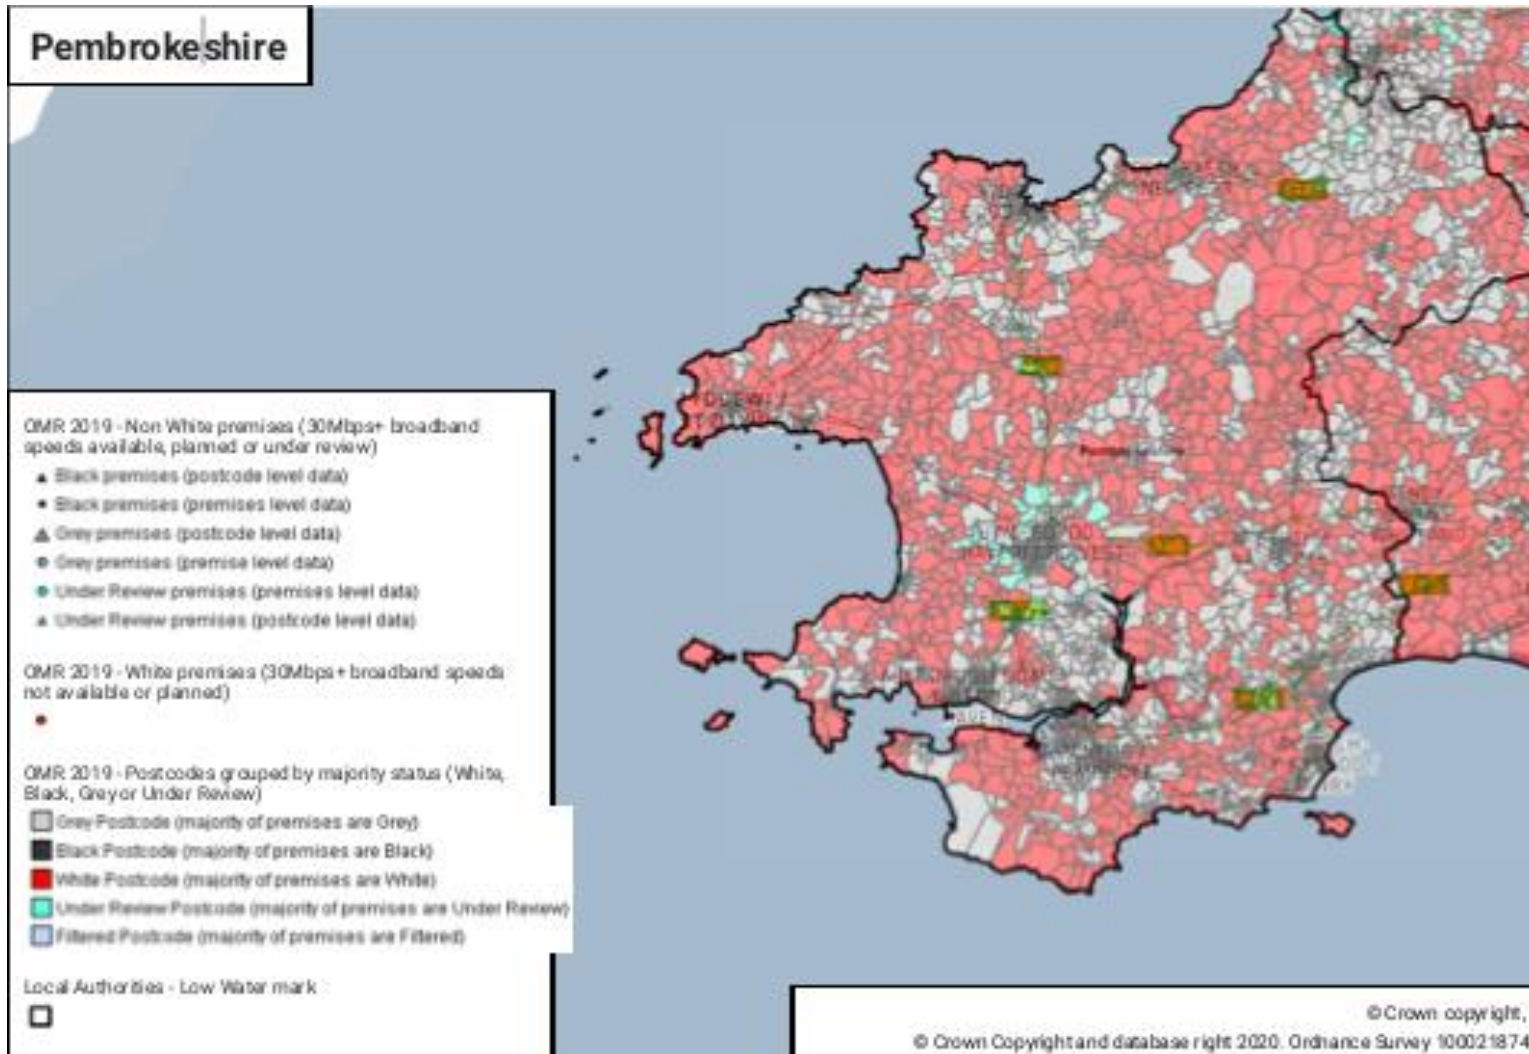 Pembrokeshire
OMR 2019 - Non White premises (30Mbps+ broadband
speeds available, planned or under review)
Black premises (postcode level data)
Black premises (premises level data)
Grey premises (postcode level data)
Grey premises (premise level data)
Under Review premises (premises level data)
Under Review premises (postcode level data)
OMR 2019 - White premises (30Mbps+ broadband speeds
not available or planned)
OMR 2019 - Postcodes grouped by majority status (White,
Black, Grey or Under Review)
Grey Postcode (majority of premises are Grey)
Black Postcode (majority of premises are Black)
White Postcode (majority of premises are White)
Under Review Postcode (majority of premises are Under Review)
Filtered Postcode (majority of premises are Filtered)
Local Authorities - Low Water mark
© Crown copyright,
© Crown Copyright and database right 2020. Ordnance Survey 100021874